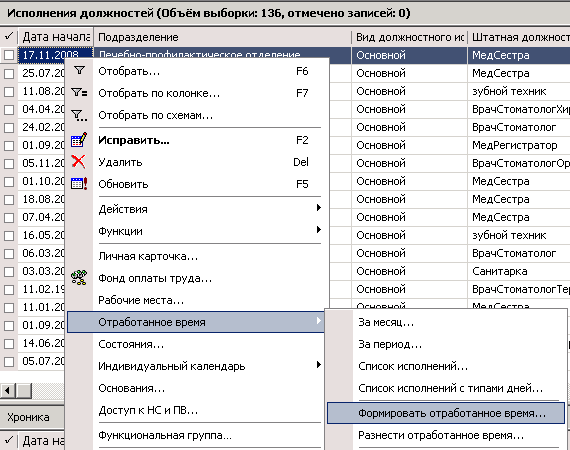 Исполнения должностей (Объём выборки: 136, отмечено записей: 0)
✓ Дата начала Подразделение Вид должностного ис Штатная должност
17.11.2008 Лечебно-профилактическое отделение Основной МедСестра
25.07.20 Основной МедСестра
11.08.20 Основной зубной техник
04.04.20 Основной ВрачСтоматологХир
24.02.20 Основной ВрачСтоматолог
01.09.20 Основной МедРегистратор
05.11.20 Основной ВрачСтоматологОр
01.10.20 Основной МедСестра
18.08.20 Основной МедСестра
07.04.20 Основной МедСестра
16.05.20 Основной зубной техник
06.03.20 Основной ВрачСтоматолог
03.03.20 Основной Санитарка
11.02.19 Основной ВрачСтоматологТер
11.01.20 Основной МедСестра
01.09.20
14.06.20
05.07.20
Отобрать... F6
Отобрать по колонке... F7
Отобрать по схемам...
Исправить... F2
Удалить Del
Обновить F5
Действия
Функции
Личная карточка...
Фонд оплаты труда...
Рабочие места...
Отработанное время
Состояния...
Индивидуальный календарь
Основания...
Доступ к НС и ПВ...
Функциональная группа...
За месяц...
За период...
Список исполнений...
Список исполнений с типами дней...
Формировать отработанное время...
Разнести отработанное время...
Хроника
✓ Дата на